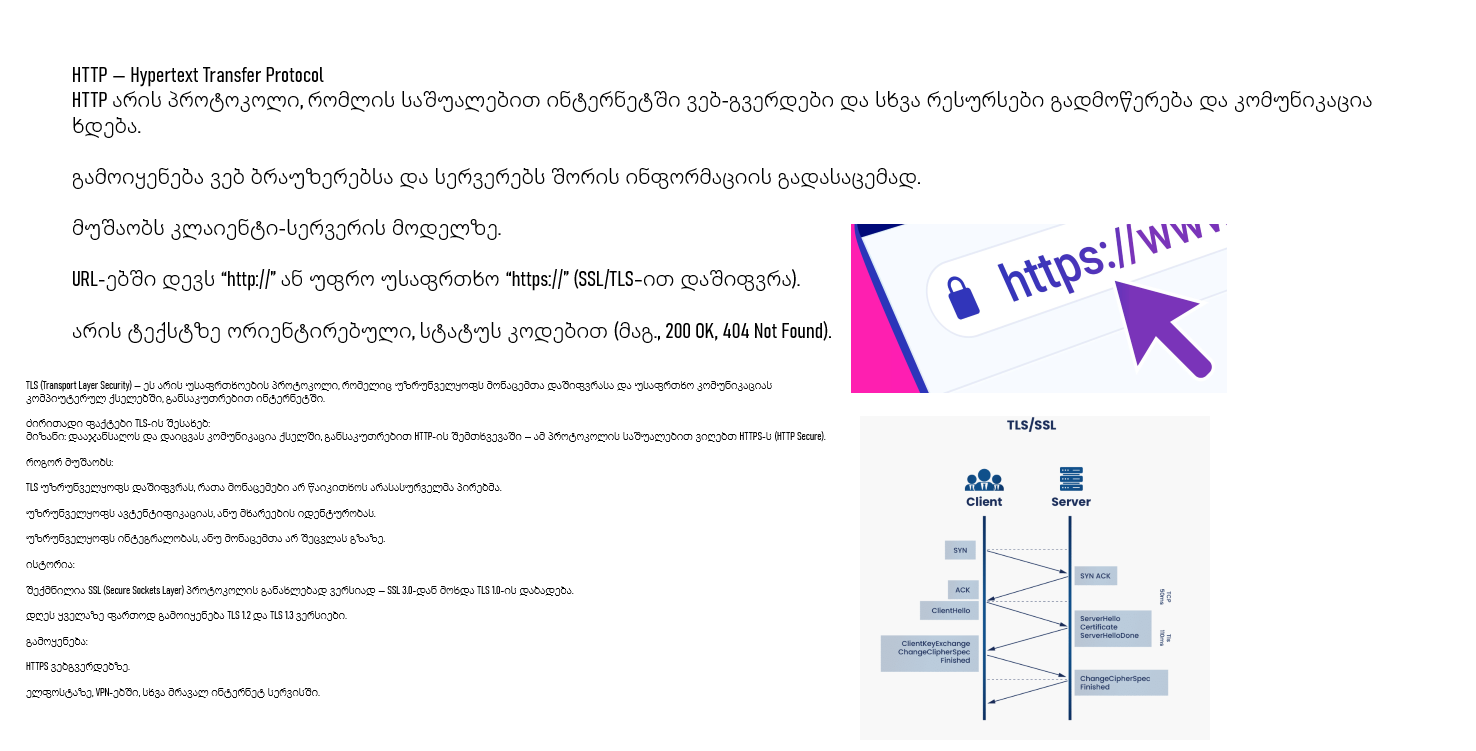 HTTP — Hypertext Transfer Protocol
HTTP არის პროტოკოლი, რომლის საშუალებით ინტერნეტში ვებ-გვერდები და სხვა რესურსები გადმოწერება და კომუნიკაცია
ხდება.
გამოიყენება ვებ ბრაუზერებსა და სერვერებს შორის ინფორმაციის გადასაცემად.
მუშაობს კლაიენტი-სერვერის მოდელზე.
URL-ებში დევს “http://” ან უფრო უსაფრთხო “https://” (SSL/TLS-ით დაშიფვრა).
არის ტექსტზე ორიენტირებული, სტატუს კოდებით (მაგ., 200 OK, 404 Not Found).
https://www.
TLS (Transport Layer Security) — ეს არის უსაფრთხოების პროტოკოლი, რომელიც უზრუნველყოფს მონაცემთა დაშიფვრასა და უსაფრთხო კომუნიკაციას
კომპიუტერულ ქსელებში, განსაკუთრებით ინტერნეტში.
ძირითადი ფაქტები TLS-ის შესახებ:
მიზანი: დააჯანსაღოს და დაიცვას კომუნიკაცია ქსელში, განსაკუთრებით HTTP-ის შემთხვევაში — ამ პროტოკოლის საშუალებით ვიღებთ HTTPS-ს (HTTP Secure).
როგორ მუშაობს:
TLS უზრუნველყოფს დაშიფვრას, რათა მონაცემები არ წაიკითხოს არასასურველმა პირებმა.
უზრუნველყოფს ავტენტიფიკაციას, ანუ მხარეების იდენტურობას.
უზრუნველყოფს ინტეგრალობას, ანუ მონაცემთა არ შეცვლას გზაზე.
ისტორია:
შექმნილია SSL (Secure Sockets Layer) პროტოკოლის განახლებად ვერსიად — SSL 3.0-დან მოხდა TLS 1.0-ის დაბადება.
დღეს ყველაზე ფართოდ გამოიყენება TLS 1.2 და TLS 1.3 ვერსიები.
გამოყენება:
HTTPS ვებგვერდებზე.
ელფოსტაზე, VPN-ებში, სხვა მრავალ ინტერნეტ სერვისში.
TLS/SSL
Client
Server
SYN
SYN ACK
ACK
TCP
50ms
ClientHello
ServerHello
Certificate
ServerHelloDone
Tls
110ms
ClientKeyExchange
ChangeClipherSpec
Finished
ChangeCipherSpec
Finished